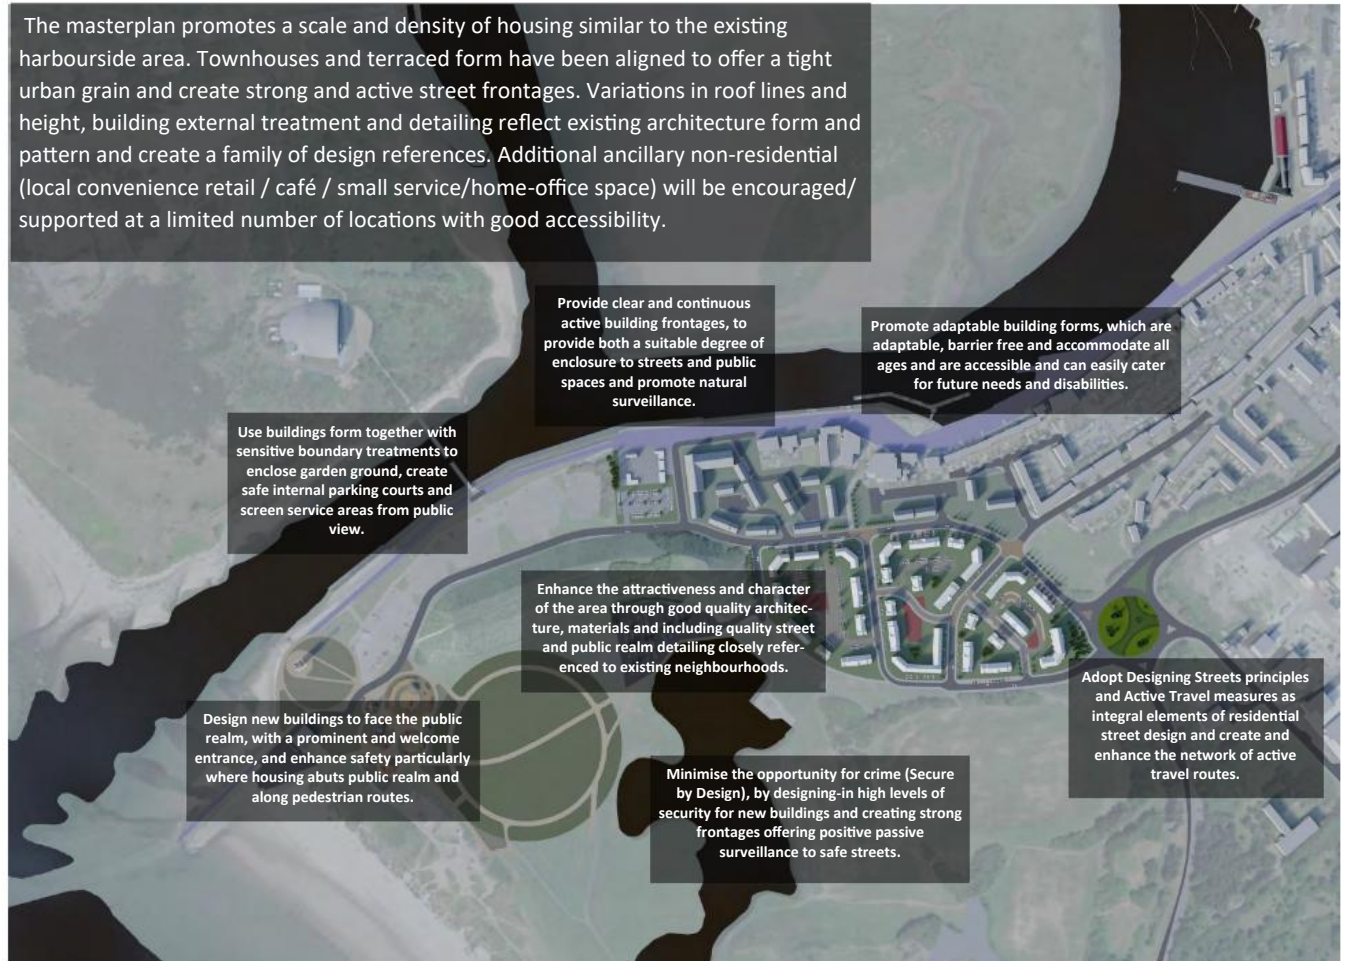 The masterplan promotes a scale and density of housing similar to the existing
harbourside area. Townhouses and terraced form have been aligned to offer a tight
urban grain and create strong and active street frontages. Variations in roof lines and
height, building external treatment and detailing reflect existing architecture form and
pattern and create a family of design references. Additional ancillary non-residential
(local convenience retail / café / small service/home-office space) will be encouraged/
supported at a limited number of locations with good accessibility.
Provide clear and continuous
active building frontages, to
provide both a suitable degree of
enclosure to streets and public
spaces and promote natural
surveillance.
Promote adaptable building forms, which are
adaptable, barrier free and accommodate all
ages and are accessible and can easily cater
for future needs and disabilities.
Use buildings form together with
sensitive boundary treatments to
enclose garden ground, create
safe internal parking courts and
screen service areas from public
view.
Enhance the attractiveness and character
of the area through good quality architec-
ture, materials and including quality street
and public realm detailing closely refer-
enced to existing neighbourhoods.
Adopt Designing Streets principles
and Active Travel measures as
integral elements of residential
street design and create and
enhance the network of active
travel routes.
Design new buildings to face the public
realm, with a prominent and welcome
entrance, and enhance safety particularly
where housing abuts public realm and
along pedestrian routes.
Minimise the opportunity for crime (Secure
by Design), by designing-in high levels of
security for new buildings and creating strong
frontages offering positive passive
surveillance to safe streets.